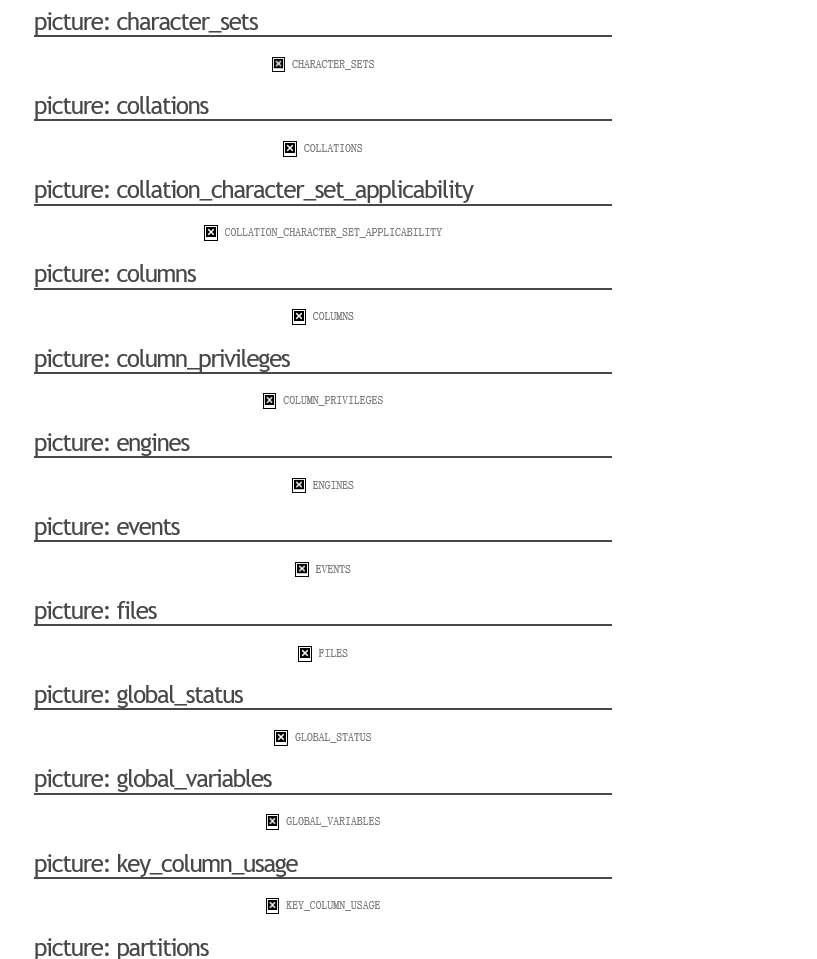 picture: character_sets
CHARACTER_SETS
picture: collations
COLLATIONS
picture: collation_character_set_applicability
COLLATION_CHARACTER_SET_APPLICABILITY
picture: columns
COLUMNS
picture: column_privileges
COLUMN_PRIVILEGES
picture: engines
ENGINES
picture: events
EVENTS
picture: files
FILES
picture: global_status
GLOBAL_STATUS
picture: global_variables
GLOBAL_VARIABLES
picture: key_column_usage
KEY_COLUMN_USAGE
picture: partitions